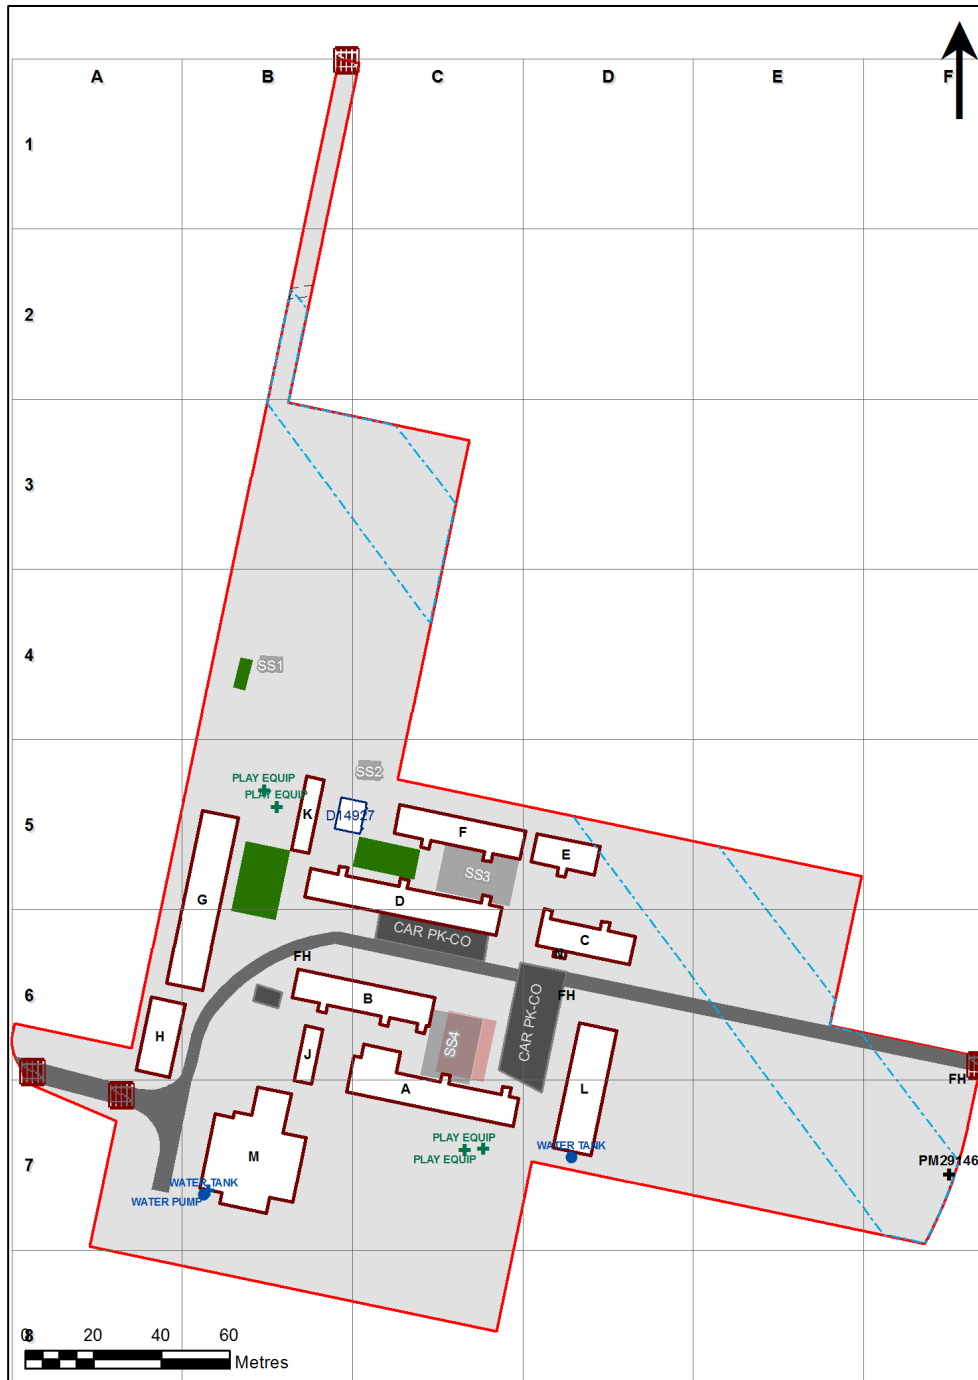 A B C D E F
1
2
3
4
SS1
SS2
PLAY EQUIP
PLAY EQUIP
K
D14927
5
F
E
SS3
G
D
CAR PK-CO
C
N
FH
FH
6
B
CAR PK-CO
H
SS4
J
FH
A
L
PLAY EQUIP
PLAY EQUIP
WATER TANK
7
M
PM29146
WATER TANK
WATER PUMP
8
0 20 40 60
Metres